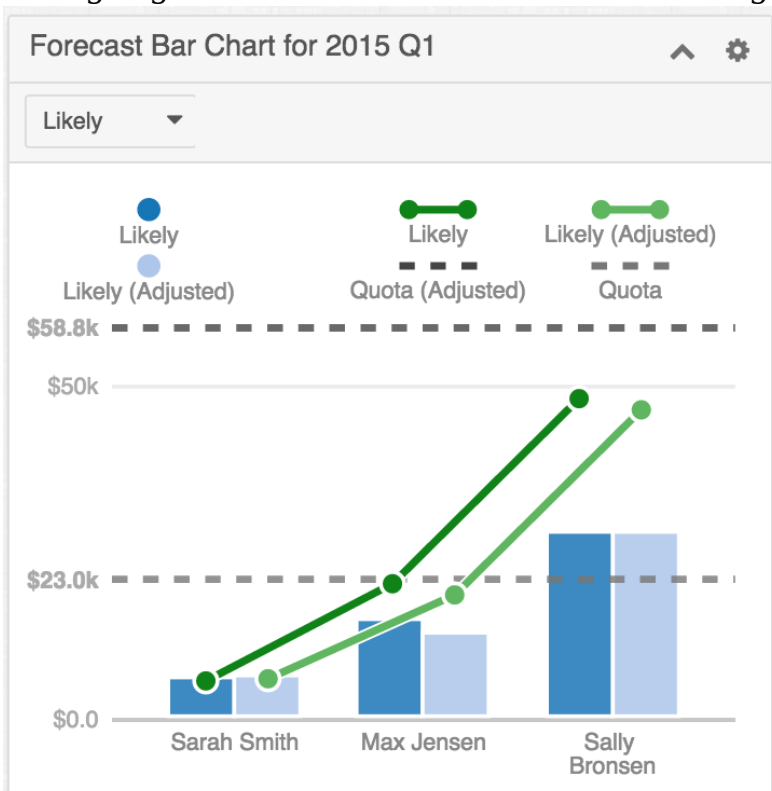 Forecast Bar Chart for 2015 Q1
Likely
Likely
Likely
Likely (Adjusted)
Likely (Adjusted)
Quota (Adjusted)
Quota
$58.8k
$50k
$23.0k
$0.0
Sarah Smith
Max Jensen
Sally
Bronsen